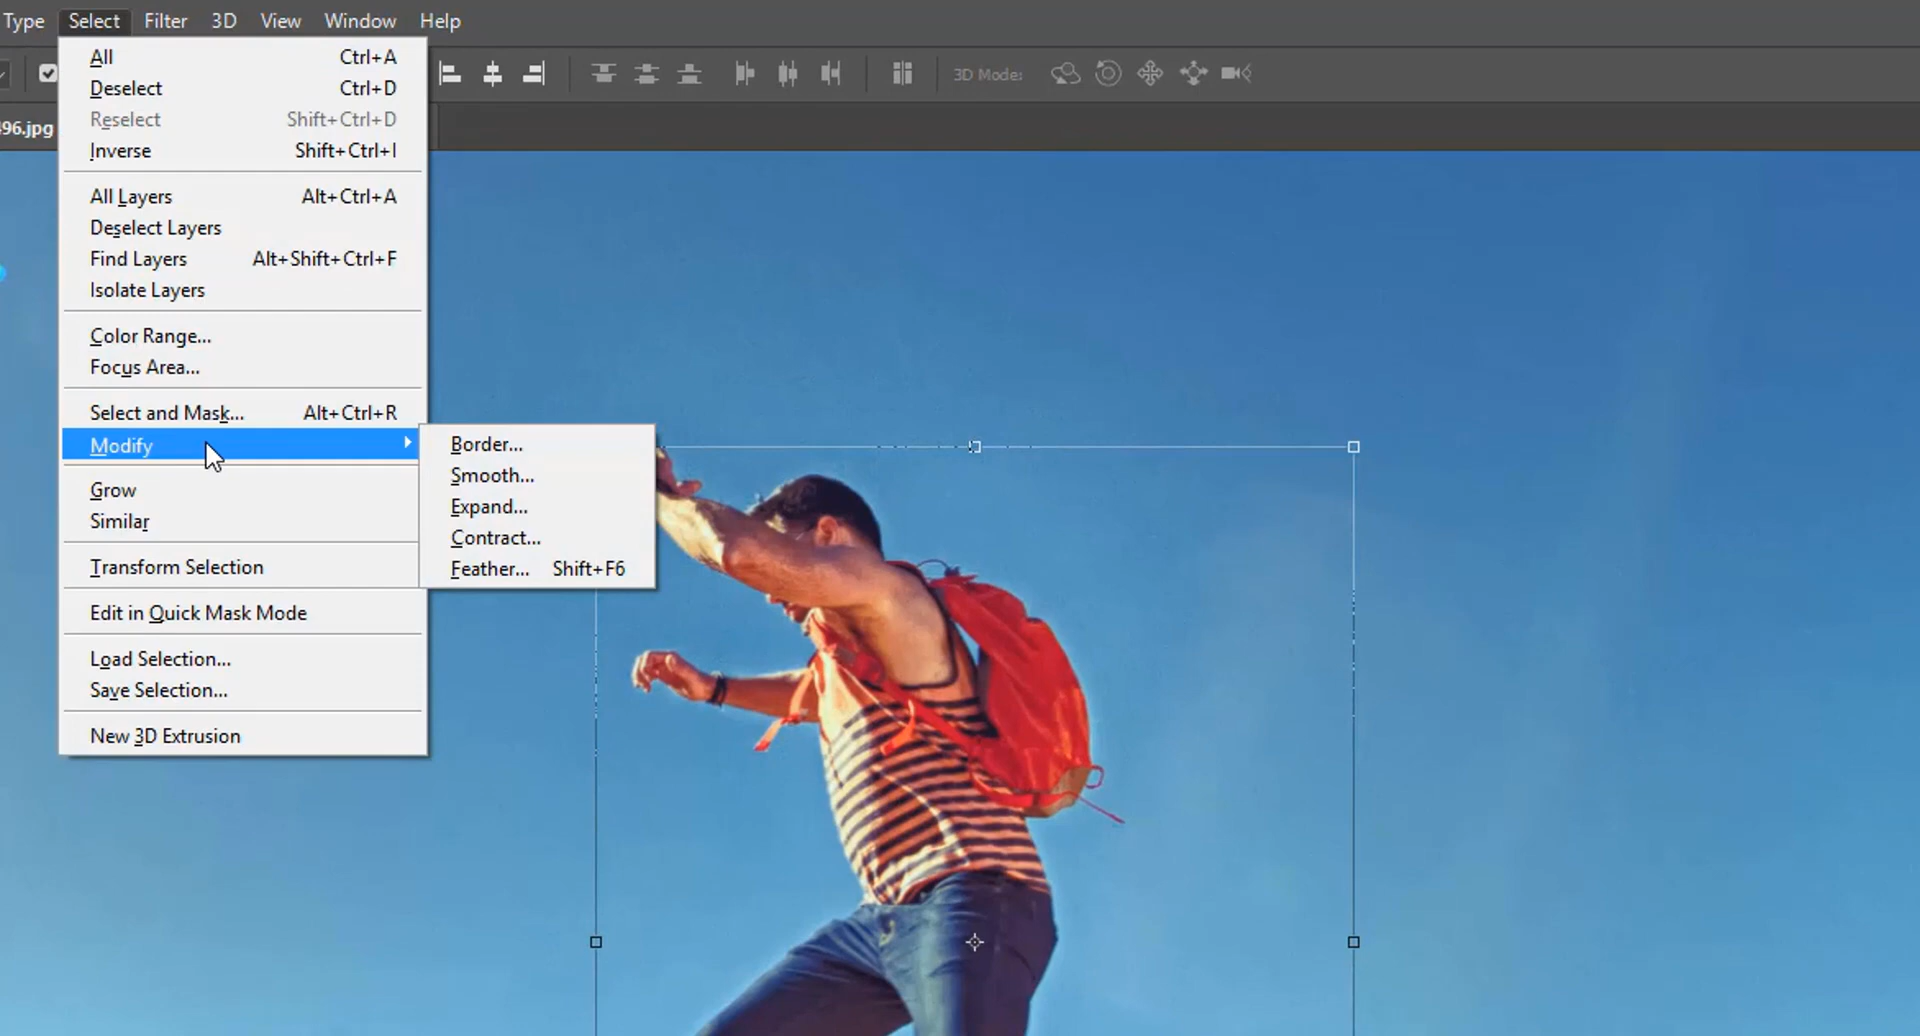 Type Select Filter 3D View Window Help
3D Mode:
496.jpg
All Ctrl+A
Deselect Ctrl+D
Reselect Shift+Ctrl+D
Inverse Shift+Ctrl+I
All Layers Alt+Ctrl+A
Deselect Layers
Find Layers Alt+Shift+Ctrl+F
Isolate Layers
Color Range...
Focus Area...
Select and Mask... Alt+Ctrl+R
Modify
Grow
Similar
Transform Selection
Edit in Quick Mask Mode
Load Selection...
Save Selection...
New 3D Extrusion
Border...
Smooth...
Expand...
Contract...
Feather... Shift+F6